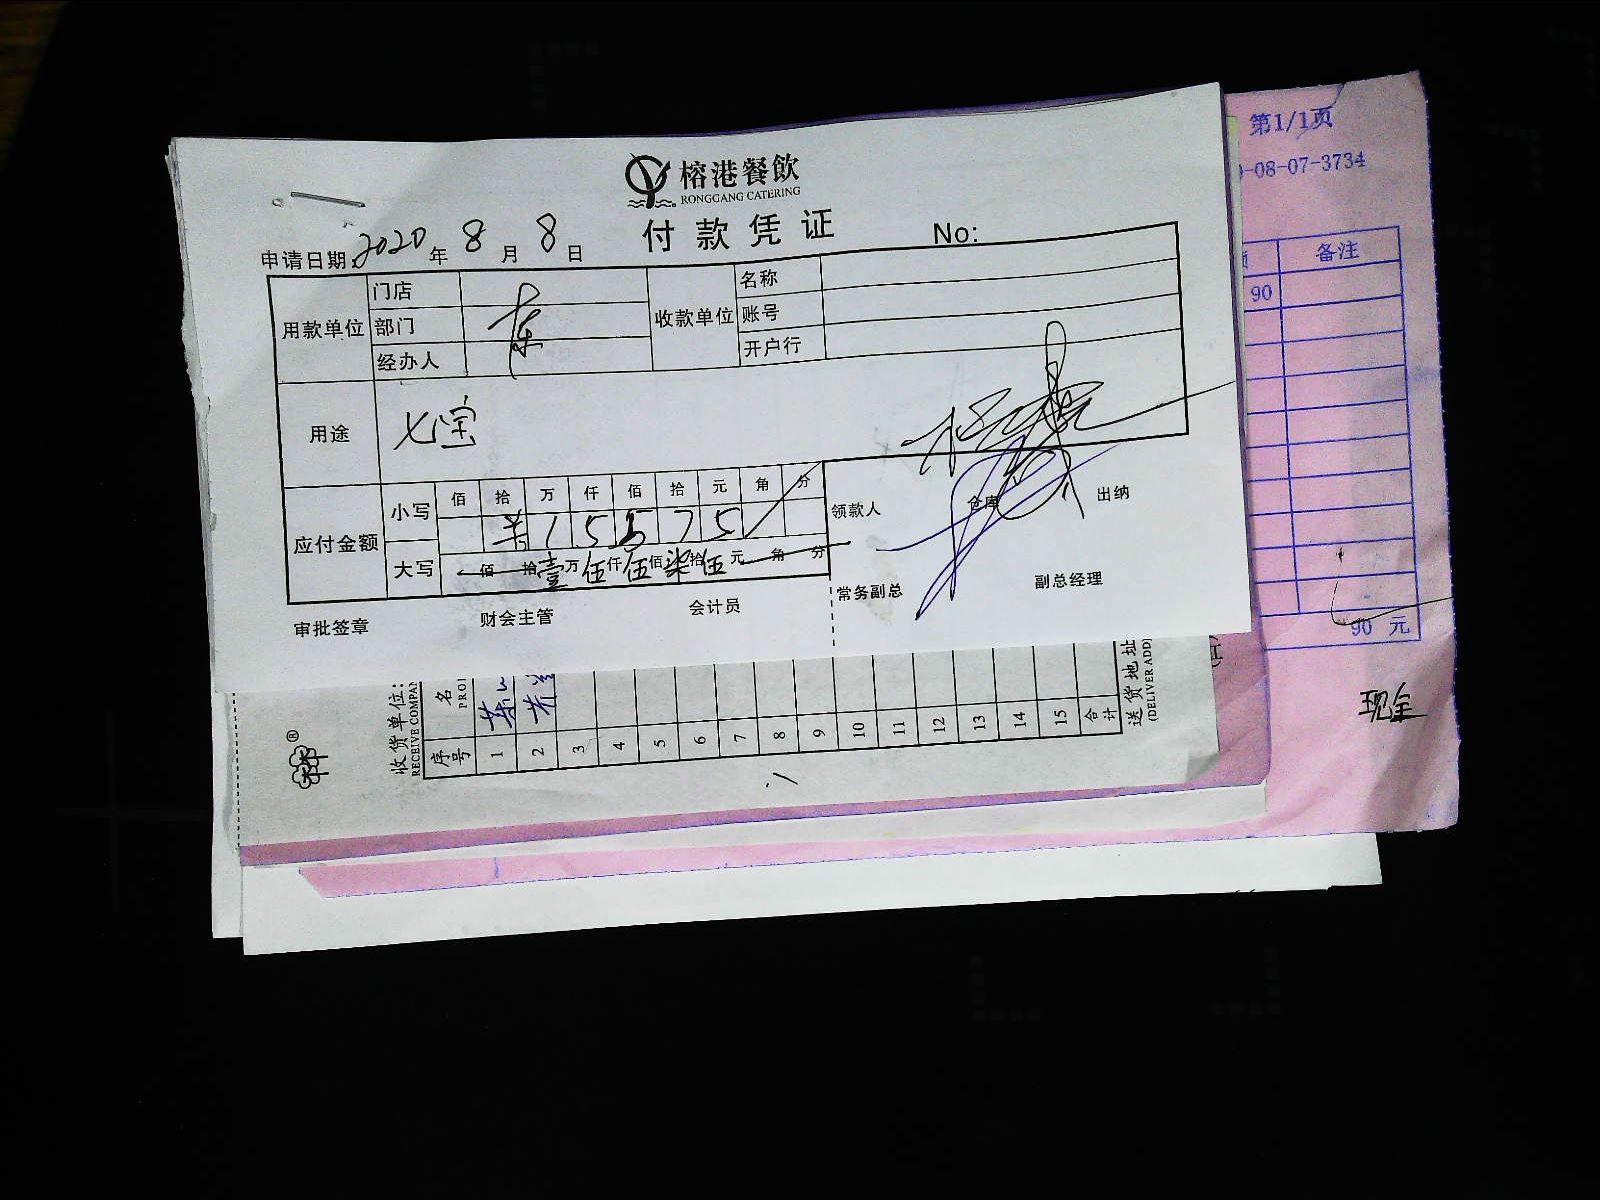 榕港餐飲
RONGGANG CATERING
付款凭证
No:
申请日期: 2020 年 8 月 8 日
用款单位
门店
部门
经办人
收款单位
名称
账号
开户行
用途
七宝
应付金额
小写
佰 拾 万 仟 佰 拾 元 角 分
¥ 1 5 5 7 5
大写
佰 拾 壹 万 伍 仟 伍 佰 柒 拾 伍 元 角 分
领款人
仓库
出纳
审批签章
财会主管
会计员
常务副总
副总经理
第1/1页
-08-07-3734
备注
90
90 元
现金
收货单位:
RECEIVE COMPAN
序号
名
PRO
1 2 3 4 5 6 7 8 9 10 11 12 13 14 15 合计
送货地址
(DELIVER ADD